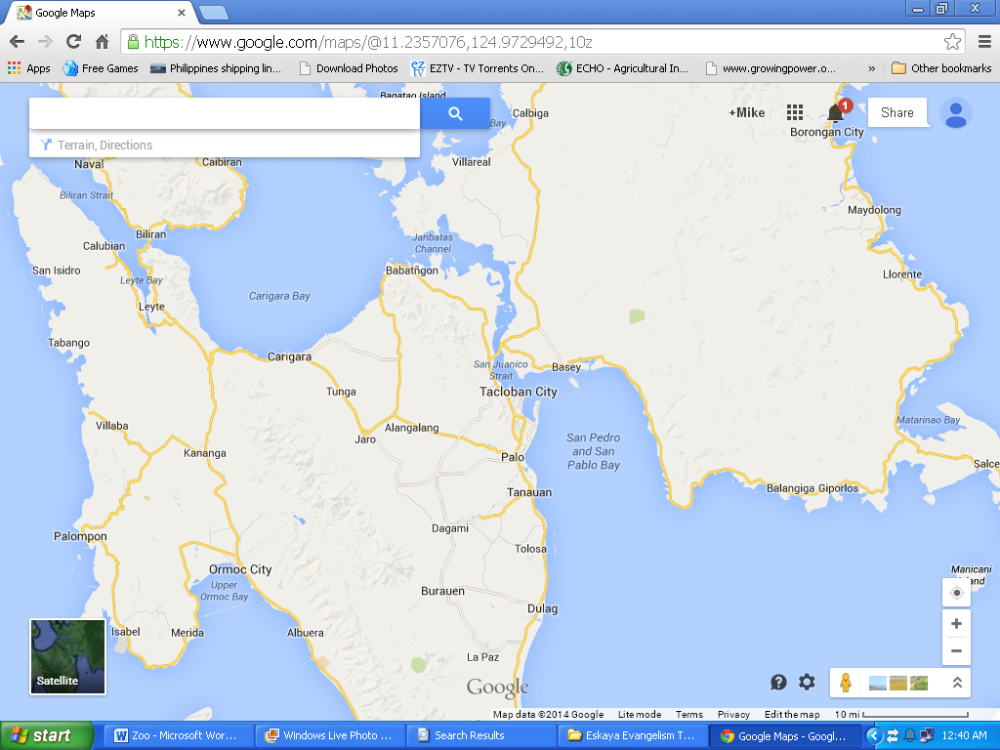 Google Maps
https://www.google.com/maps/@11.2357076,124.9729492,10z
Apps Free Games Philippines shipping lin... Download Photos EZTV - TV Torrents On... ECHO - Agricultural In... www.growingpower.o... » Other bookmarks
Bagatao Island
Calbiga
+Mike
1
Share
Bay
Borongan City
Terrain, Directions
Naval
Caibiran
Villareal
Biliran Strait
Maydolong
Biliran
Janbatas
Channel
Calubian
San Isidro
Babatngon
Llorente
Leyte Bay
Carigara Bay
Leyte
Tabango
Carigara
San Juanico
Strait
Basey
Tunga
Tacloban City
Villaba
Alangalang
Matarinao Bay
Jaro
San Pedro
and San
Pablo Bay
Kananga
Palo
Salce
Tanauan
Balangiga Giporlos
Dagami
Palompon
Tolosa
Ormoc City
Manicani
Island
Upper
Ormoc Bay
Burauen
Dulag
Isabel
Merida
Albuera
La Paz
Satellite
Google
Map data ©2014 Google Lite mode Terms Privacy Edit the map 10 mi
start Zoo - Microsoft Wor... Windows Live Photo ... Search Results Eskaya Evangelism T... Google Maps - Googl... 12:40 AM